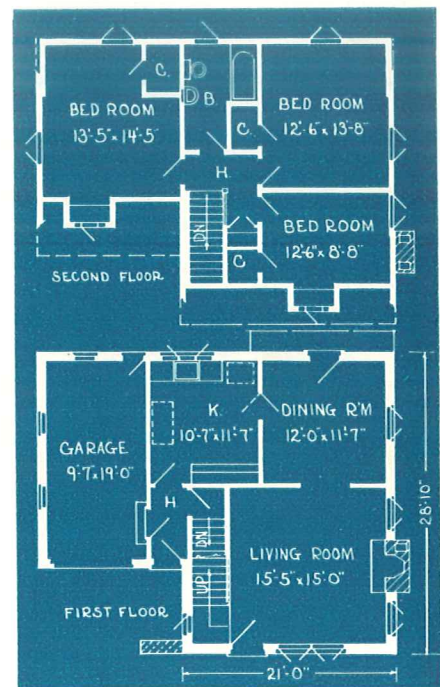 C.
BED ROOM
13'-5" x 14'-5"
B.
BED ROOM
12'-6" x 13'-8"
C.
H.
DN
BED ROOM
12'6" x 8'-8"
C
SECOND FLOOR
K.
10'-7" x 11'-7"
DINING R'M
12'-0" x 11'-7"
GARAGE
9'-7" x 19'-0"
H.
DN
UP
LIVING ROOM
15'-5" x 15'-0"
28'-10"
FIRST FLOOR
21'-0"